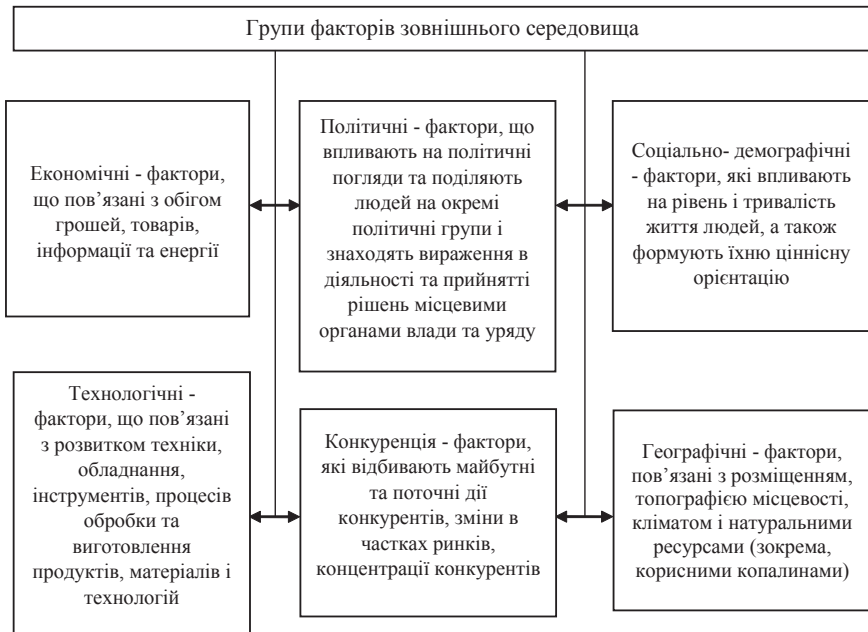 Групи факторів зовнішнього середовища
Економічні - фактори,
що пов’язані з обігом
грошей, товарів,
інформації та енергії
Політичні - фактори, що
впливають на політичні
погляди та поділяють
людей на окремі
політичні групи і
знаходять вираження в
діяльності та прийнятті
рішень місцевими
органами влади та уряду
Соціально- демографічні
- фактори, які впливають
на рівень і тривалість
життя людей, а також
формують їхню ціннісну
орієнтацію
Технологічні -
фактори, що пов’язані
з розвитком техніки,
обладнання,
інструментів, процесів
обробки та
виготовлення
продуктів, матеріалів і
технологій
Конкуренція - фактори,
які відбивають майбутні
та поточні дії
конкурентів, зміни в
частках ринків,
концентрації конкурентів
Географічні - фактори,
пов’язані з розміщенням,
топографією місцевості,
кліматом і натуральними
ресурсами (зокрема,
корисними копалинами)